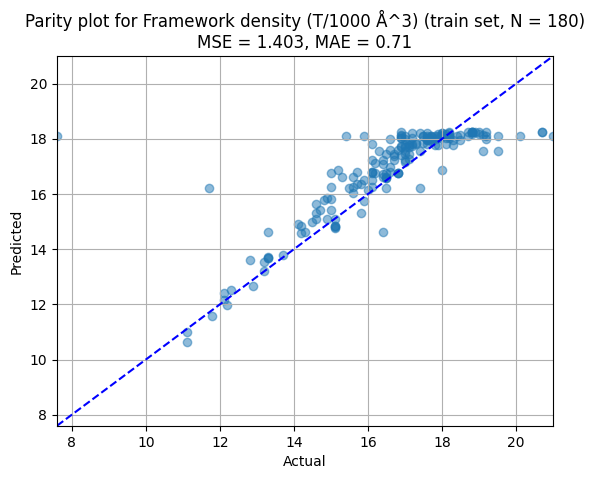 Parity plot for Framework density (T/1000 Å^3) (train set, N = 180)
MSE = 1.403, MAE = 0.71
20
18
16
14
12
10
8
Predicted
8 10 12 14 16 18 20
Actual